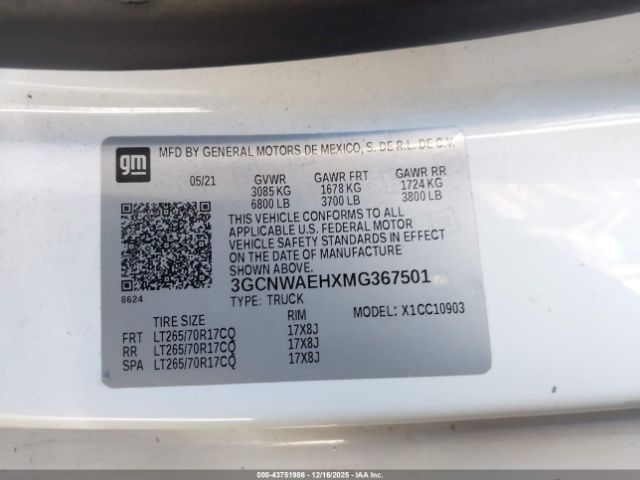 gm MFD BY GENERAL MOTORS DE MEXICO, S. DE R.L. DE C.V.
05/21 GVWR GAWR FRT GAWR RR
3085 KG 1678 KG 1724 KG
6800 LB 3700 LB 3800 LB
THIS VEHICLE CONFORMS TO ALL
APPLICABLE U.S. FEDERAL MOTOR
VEHICLE SAFETY STANDARDS IN EFFECT
ON THE DATE OF MANUFACTURE
SHOWN ABOVE.
3GCNWAEHXMG367501
8624
TYPE: TRUCK MODEL: X1CC10903
TIRE SIZE RIM
FRT LT265/70R17CQ 17X8J
RR LT265/70R17CQ 17X8J
SPA LT265/70R17CQ 17X8J
000-43751986 - 12/16/2025 - IAAI.COM